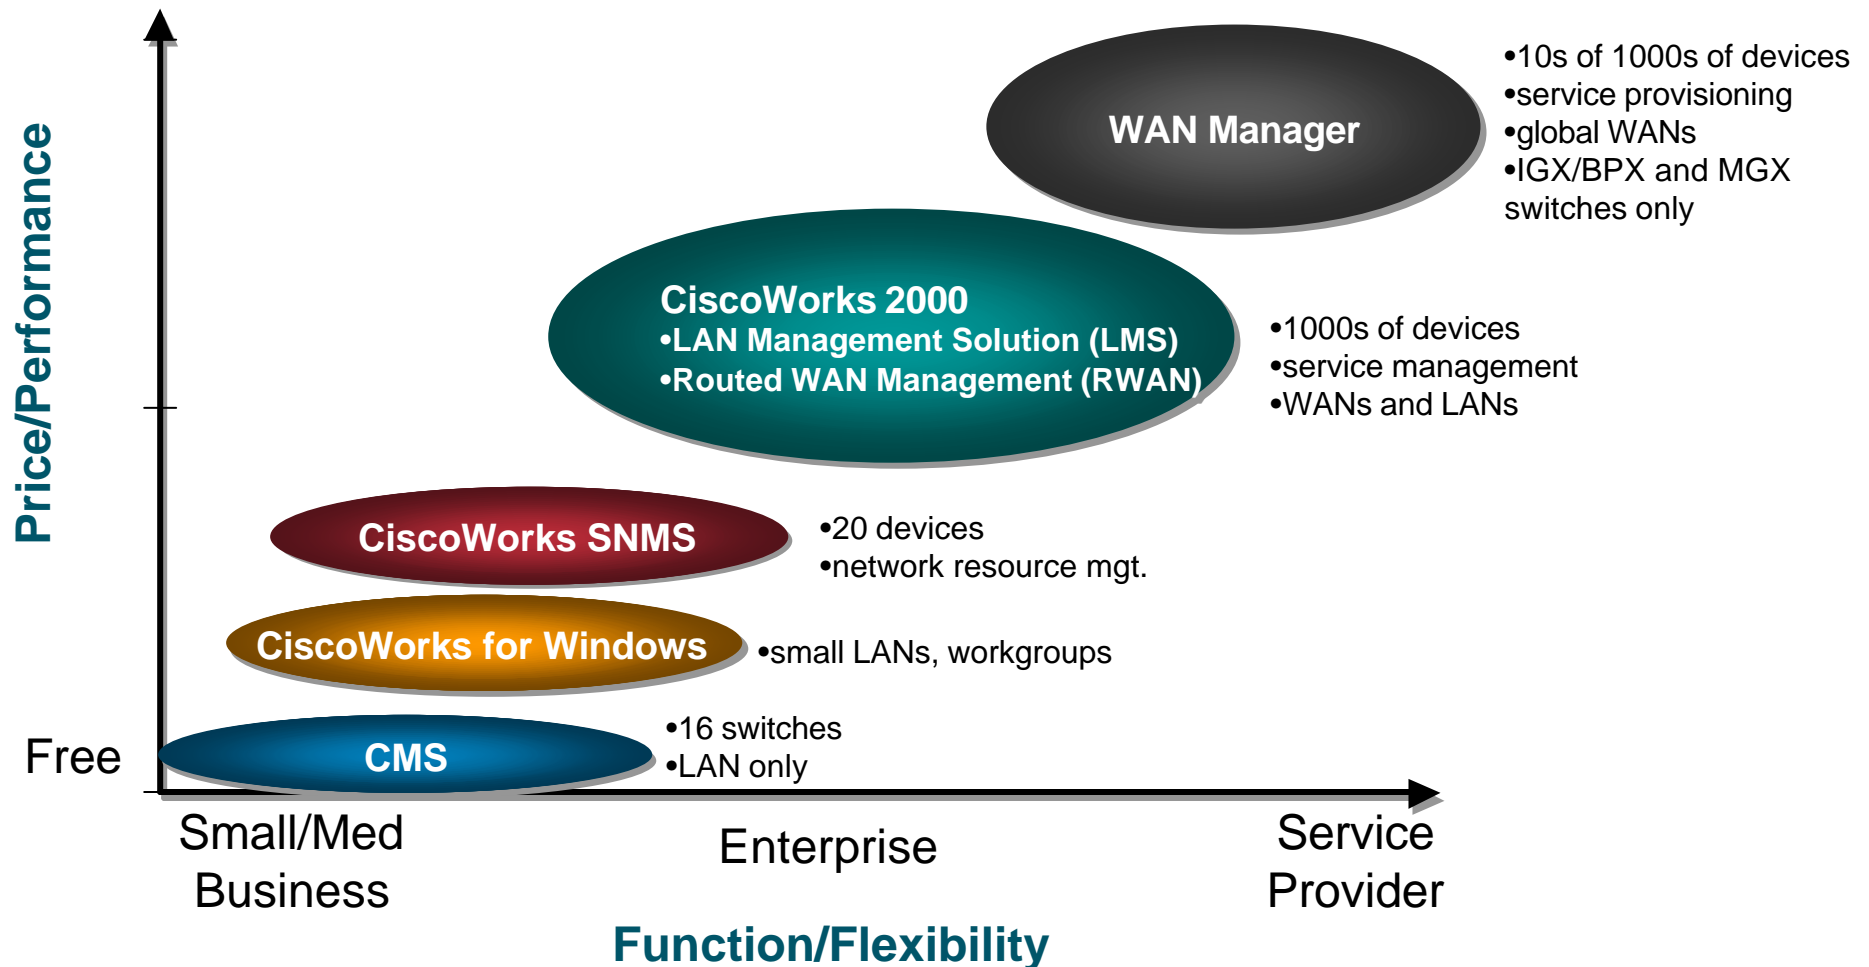 Price/Performance
WAN Manager
•10s of 1000s of devices
•service provisioning
•global WANs
•IGX/BPX and MGX
switches only
CiscoWorks 2000
•LAN Management Solution (LMS)
•Routed WAN Management (RWAN)
•1000s of devices
•service management
•WANs and LANs
CiscoWorks SNMS
•20 devices
•network resource mgt.
CiscoWorks for Windows
•small LANs, workgroups
Free
CMS
•16 switches
•LAN only
Small/Med
Business
Enterprise
Service
Provider
Function/Flexibility